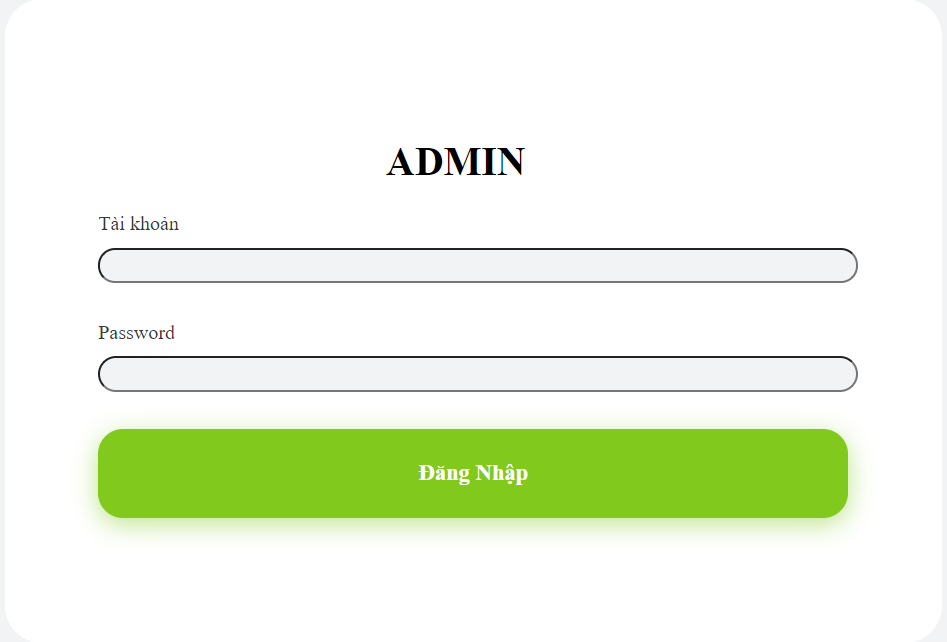 ADMIN
Tài khoản
Password
Đăng Nhập